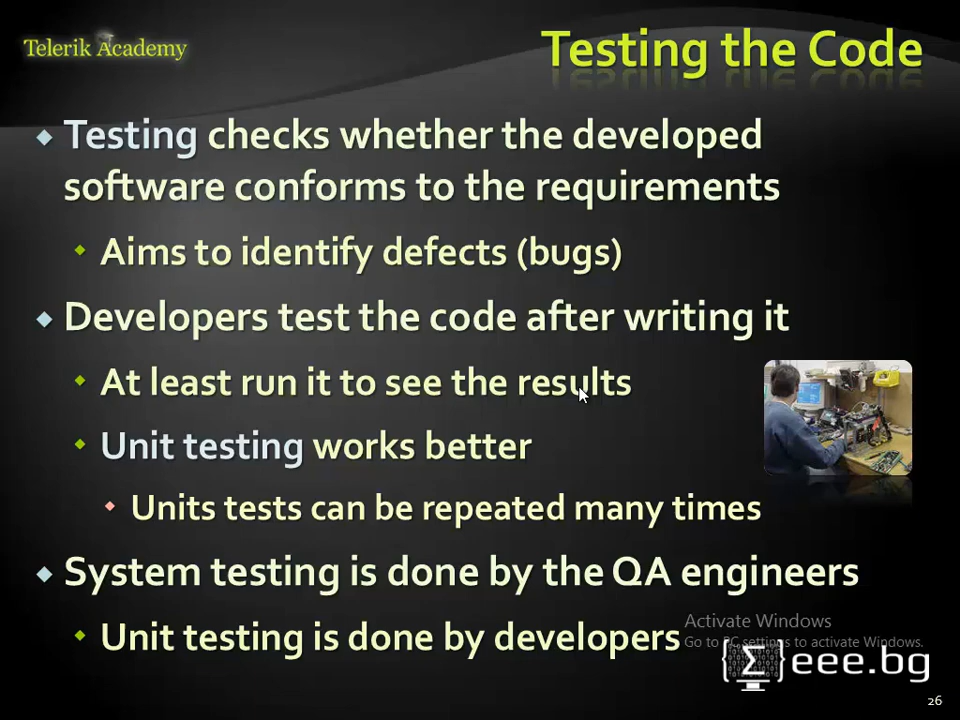 Telerik Academy
Testing the Code
Testing checks whether the developed
software conforms to the requirements
Aims to identify defects (bugs)
Developers test the code after writing it
At least run it to see the results
Unit testing works better
Units tests can be repeated many times
System testing is done by the QA engineers
Unit testing is done by developers
Activate Windows
Go to PC settings to activate Windows.
{Σ}eee.bg
26